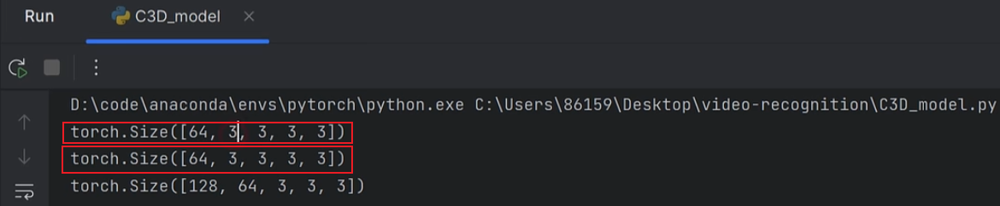 Run C3D_model
D:\code\anaconda\envs\pytorch\python.exe C:\Users\86159\Desktop\video-recognition\C3D_model.py
torch.Size([64, 3, 3, 3, 3])
torch.Size([64, 3, 3, 3, 3])
torch.Size([128, 64, 3, 3, 3])